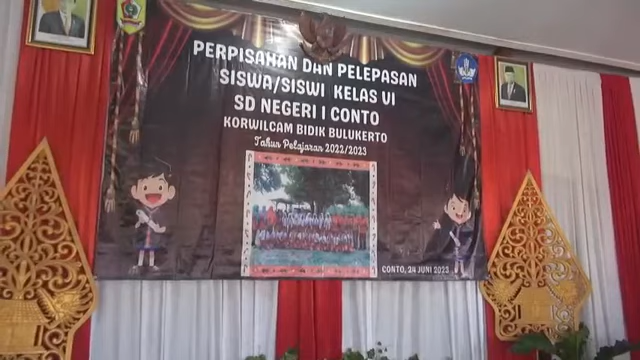 PERPISAHAN DAN PELEPASAN
SISWA/SISWI KELAS VI
SD NEGERI I CONTO
KORWILCAM BIDIK BULUKERTO
Tahun Pelajaran 2022/2023
CONTO, 24 JUNI 2023